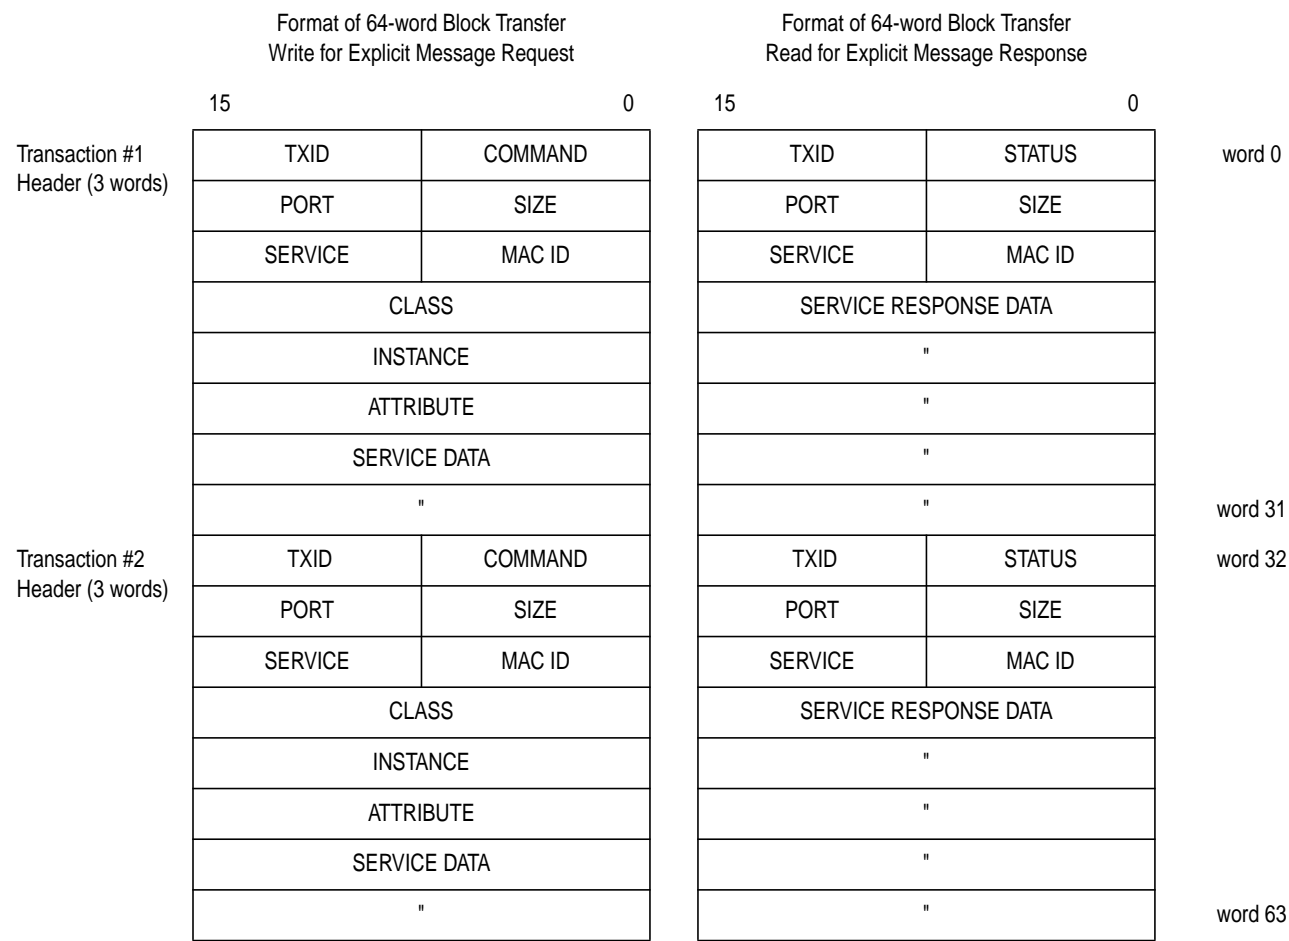 Format of 64-word Block Transfer
Write for Explicit Message Request
Format of 64-word Block Transfer
Read for Explicit Message Response
15 0 15 0
Transaction #1 TXID COMMAND TXID STATUS word 0
Header (3 words)
PORT SIZE PORT SIZE
SERVICE MAC ID SERVICE MAC ID
CLASS SERVICE RESPONSE DATA
INSTANCE "
ATTRIBUTE "
SERVICE DATA "
" " word 31
Transaction #2 TXID COMMAND TXID STATUS word 32
Header (3 words)
PORT SIZE PORT SIZE
SERVICE MAC ID SERVICE MAC ID
CLASS SERVICE RESPONSE DATA
INSTANCE "
ATTRIBUTE "
SERVICE DATA "
" " word 63